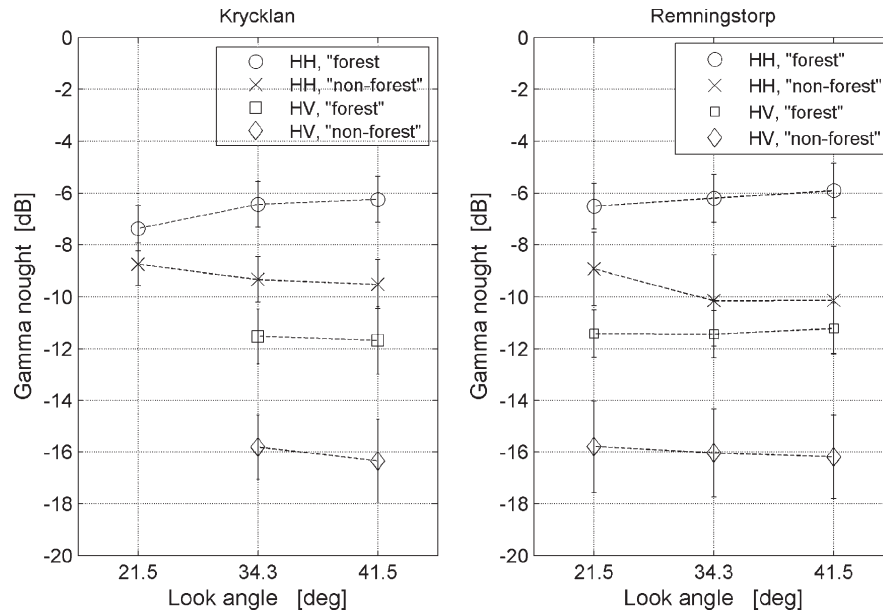 Krycklan
0
-2
-4
-6
-8
-10
-12
-14
-16
-18
-20
Gamma nought [dB]
HH, "forest
HH, "non-forest"
HV, "forest"
HV, "non-forest"
21.5 34.3 41.5
Look angle [deg]
Remningstorp
0
-2
-4
-6
-8
-10
-12
-14
-16
-18
-20
Gamma nought [dB]
HH, "forest"
HH, "non-forest"
HV, "forest"
HV, "non-forest"
21.5 34.3 41.5
Look angle [deg]